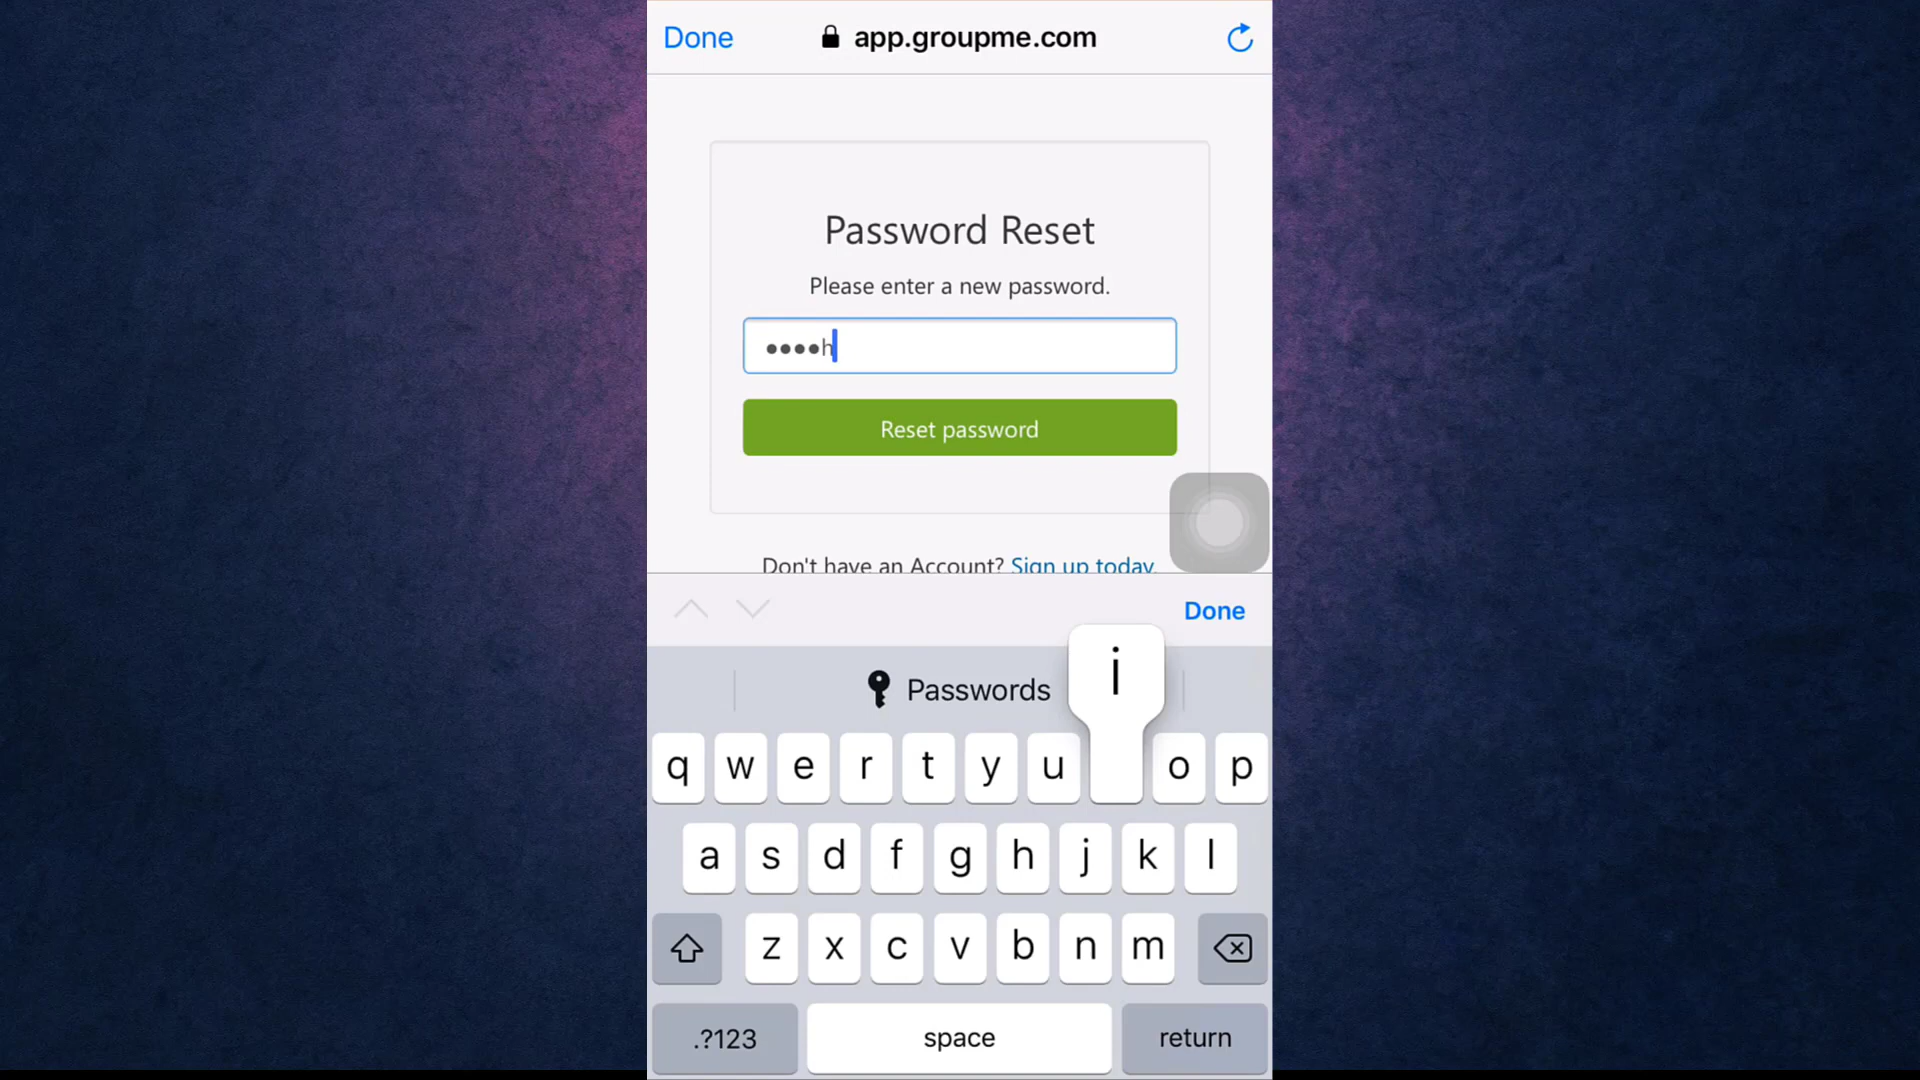 Done app.groupme.com
Password Reset
Please enter a new password.
••••h
Reset password
Don't have an Account? Sign up today.
Done
Passwords
i
q w e r t y u o p
a s d f g h j k l
z x c v b n m
.?123 space return